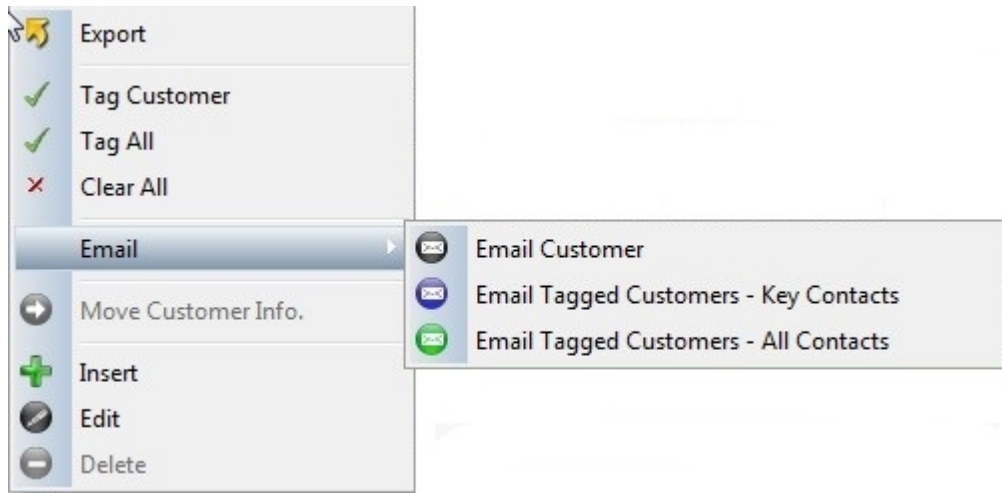 Export
Tag Customer
Tag All
Clear All
Email
Email Customer
Email Tagged Customers - Key Contacts
Email Tagged Customers - All Contacts
Move Customer Info.
Insert
Edit
Delete